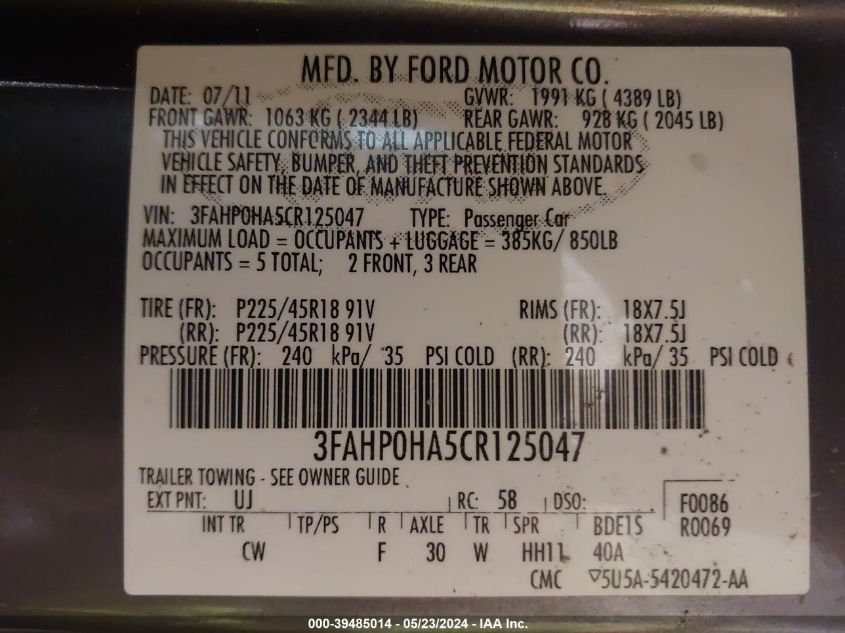 MFD. BY FORD MOTOR CO.
DATE: 07/11 GVWR: 1991 KG ( 4389 LB)
FRONT GAWR: 1063 KG ( 2344 LB) REAR GAWR: 928 KG ( 2045 LB)
THIS VEHICLE CONFORMS TO ALL APPLICABLE FEDERAL MOTOR
VEHICLE SAFETY, BUMPER, AND THEFT PREVENTION STANDARDS
IN EFFECT ON THE DATE OF MANUFACTURE SHOWN ABOVE.
VIN: 3FAHP0HA5CR125047 TYPE: Passenger Car
MAXIMUM LOAD = OCCUPANTS + LUGGAGE = 385KG/ 850LB
OCCUPANTS = 5 TOTAL; 2 FRONT, 3 REAR
TIRE (FR): P225/45R18 91V RIMS (FR): 18X7.5J
(RR): P225/45R18 91V (RR): 18X7.5J
PRESSURE (FR): 240 kPa/ 35 PSI COLD (RR): 240 kPa/ 35 PSI COLD
3FAHP0HA5CR125047
TRAILER TOWING - SEE OWNER GUIDE
EXT PNT: UJ RC: 58 DSO: F0086
INT TR TP/PS R AXLE TR SPR BDE1S R0069
CW F 30 W HH11 40A
CMC ▽5U5A-5420472-AA
000-39485014 - 05/23/2024 - IAA Inc.